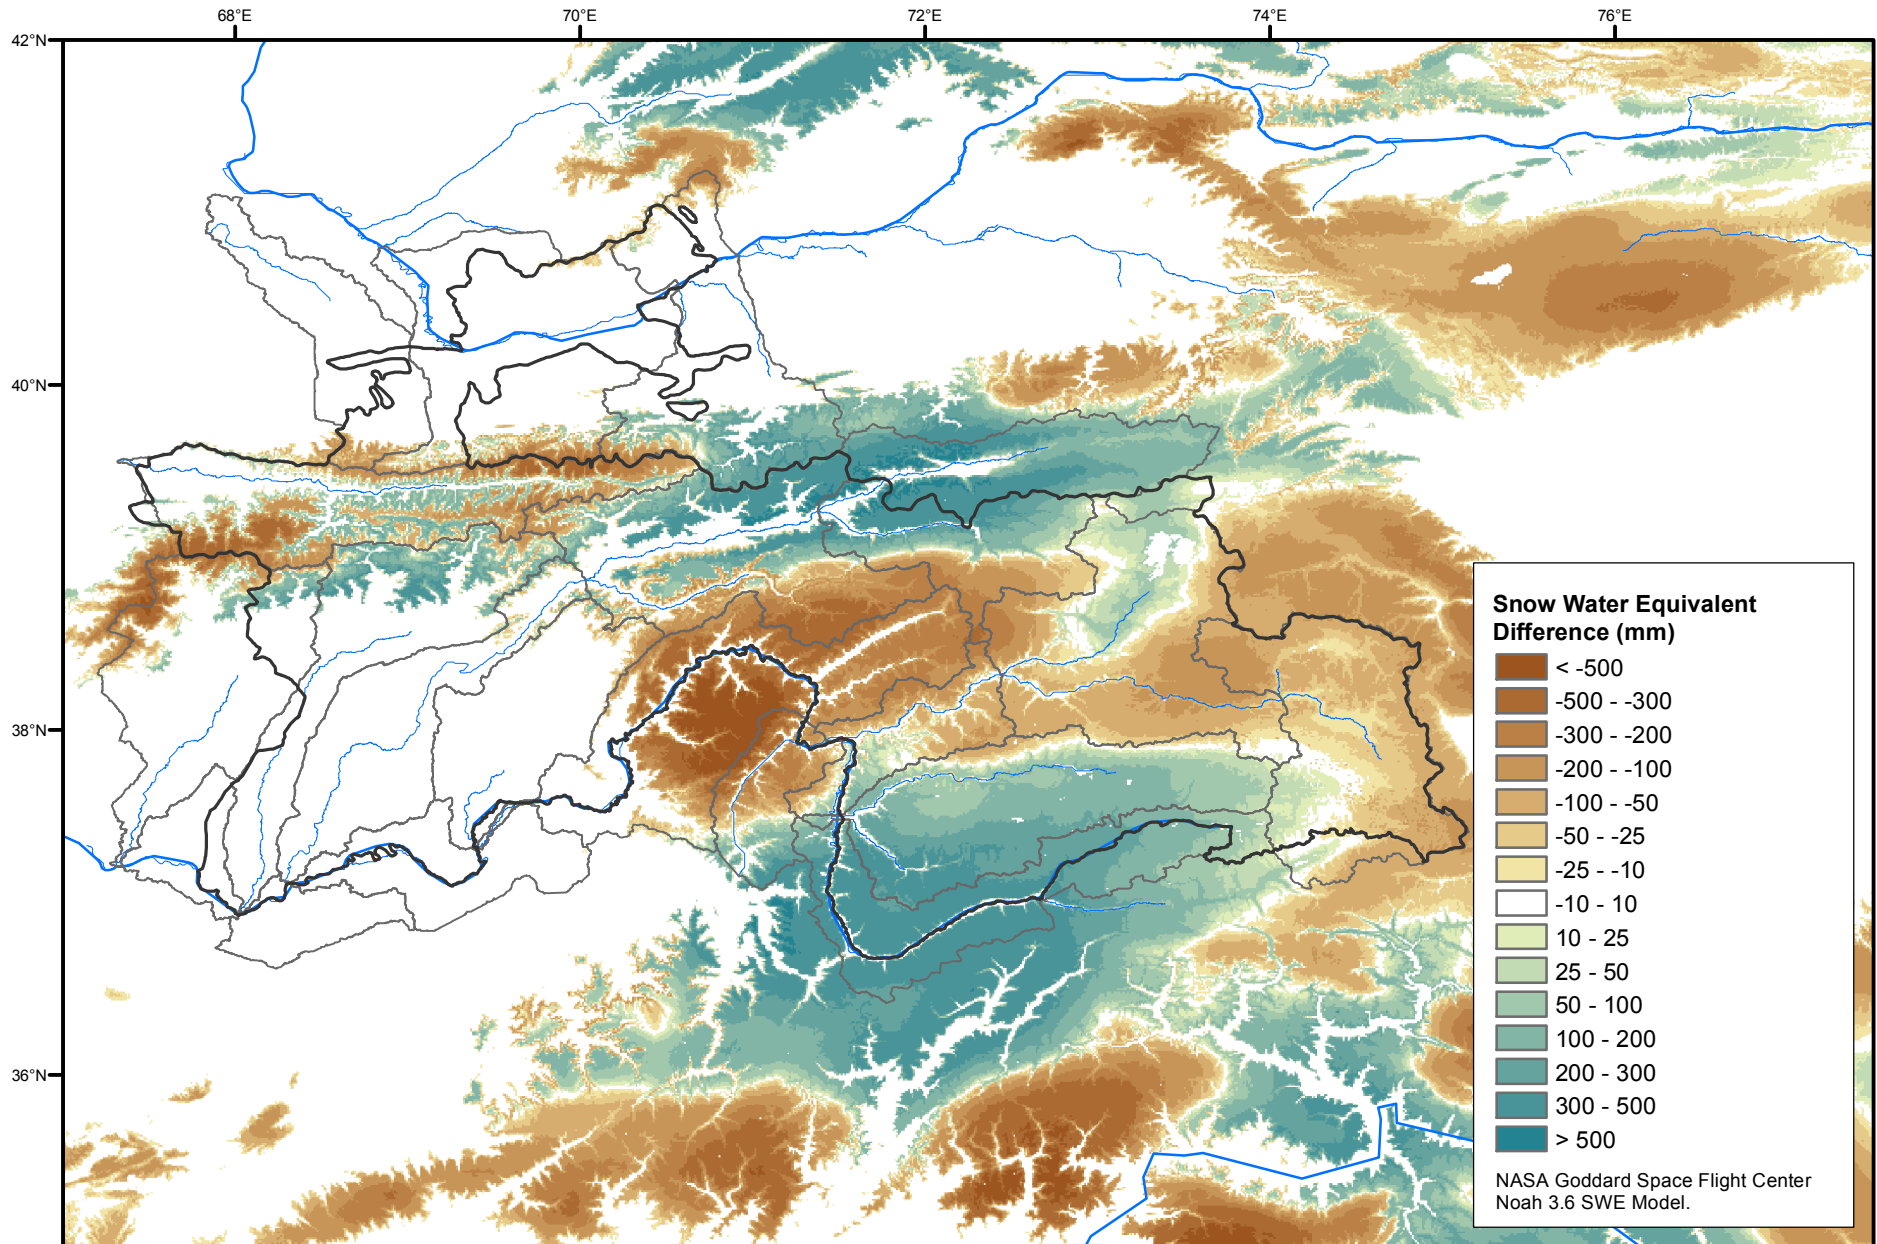 68°E
70°E
72°E
74°E
76°E
42°N
40°N
38°N
36°N
Snow Water Equivalent
Difference (mm)
< -500
-500 - -300
-300 - -200
-200 - -100
-100 - -50
-50 - -25
-25 - -10
-10 - 10
10 - 25
25 - 50
50 - 100
100 - 200
200 - 300
300 - 500
> 500
NASA Goddard Space Flight Center
Noah 3.6 SWE Model.